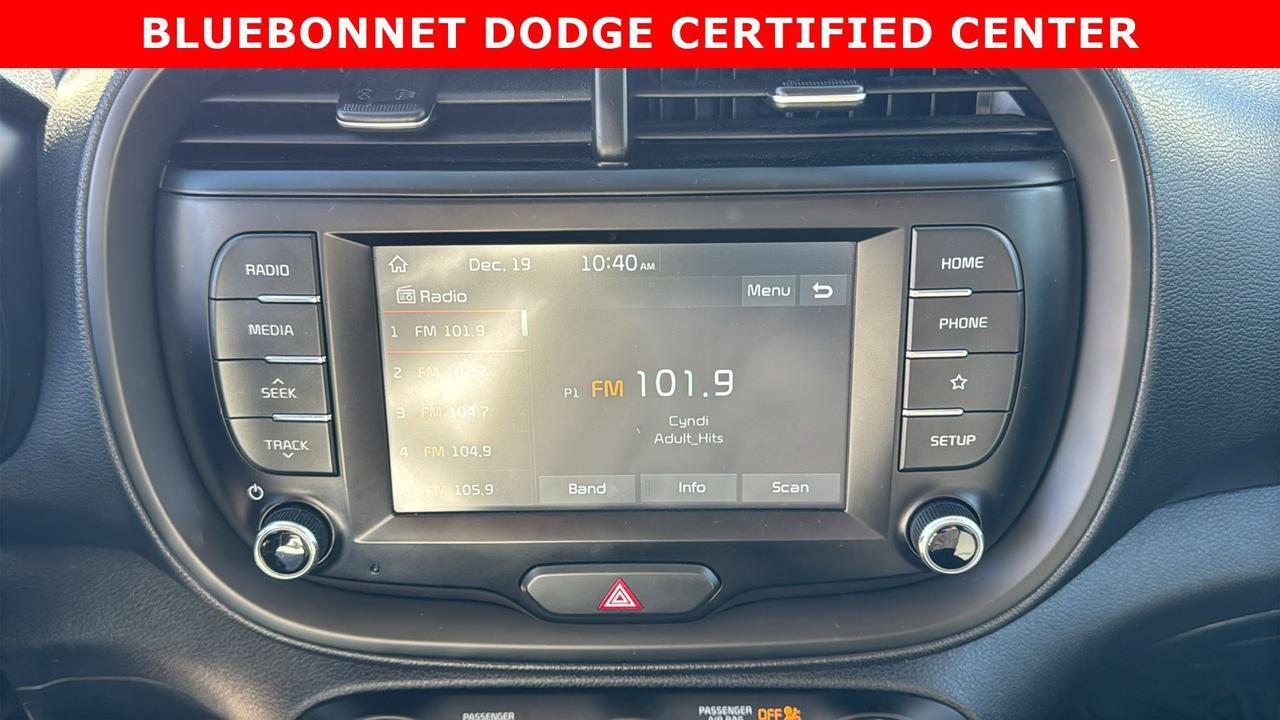 BLUEBONNET DODGE CERTIFIED CENTER
RADIO
MEDIA
SEEK
TRACK
Dec. 19 10:40 AM
Radio
Menu
1 FM 101.9
2 FM 102.7
3 FM 104.7
4 FM 104.9
FM 105.9
P1 FM 101.9
Cyndi
Adult_Hits
Band Info Scan
HOME
PHONE
SETUP
PASSENGER
PASSENGER
AIR BAG OFF